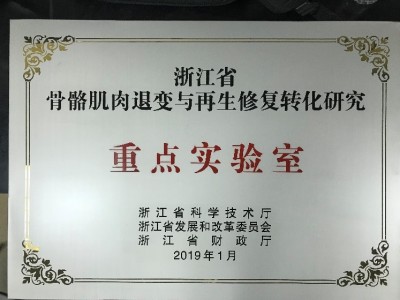 浙江省
骨骼肌肉退变与再生修复转化研究
重点实验室
浙江省科学技术厅
浙江省发展和改革委员会
浙江省财政厅
2019年1月